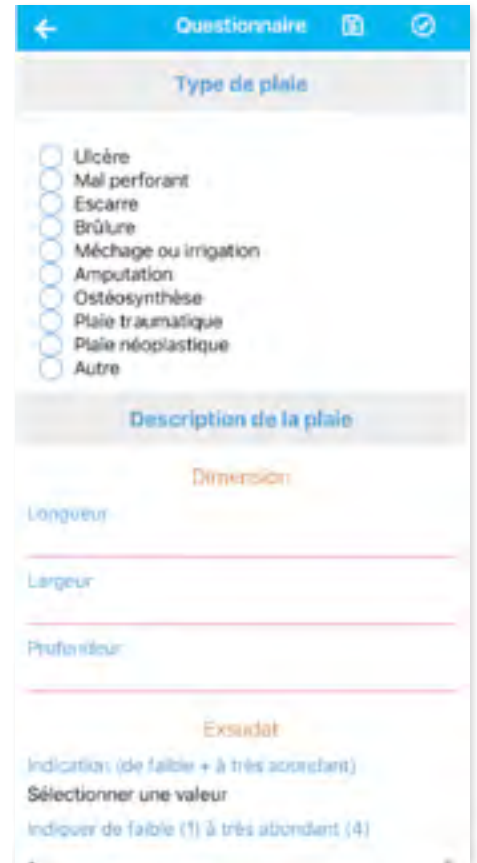 Questionnaire
Type de plaie
Ulcère
Mal perforant
Escarre
Brûlure
Méchage ou irrigation
Amputation
Ostéosynthèse
Plaie traumatique
Plaie néoplastique
Autre
Description de la plaie
Dimension
Longueur
Largeur
Profondeur
Exsudat
Indication (de faible + à très abondant)
Sélectionner une valeur
Indiquer de faible (1) à très abondant (4)